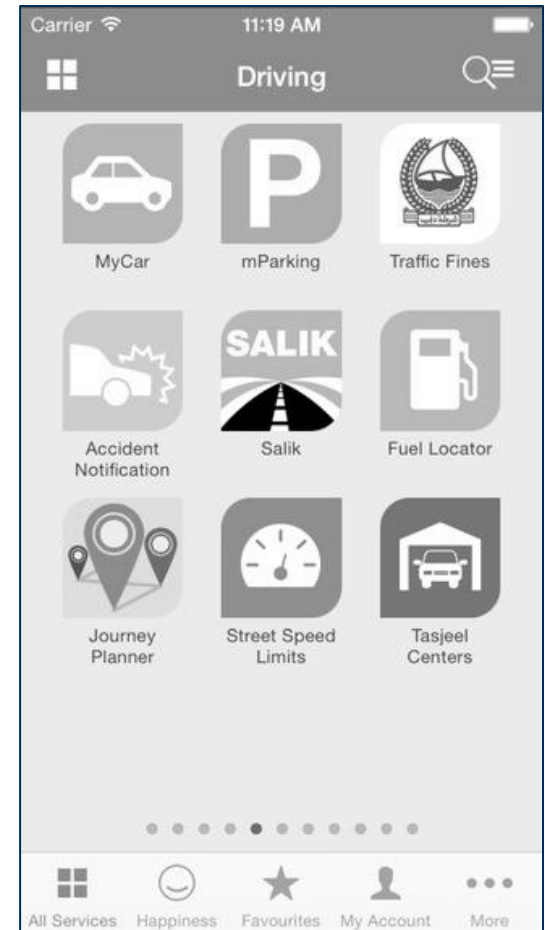 Carrier 11:19 AM
Driving
P
MyCar mParking Traffic Fines
SALIK
Accident Notification Salik Fuel Locator
Journey Planner Street Speed Limits Tasjeel Centers
All Services Happiness Favourites My Account More